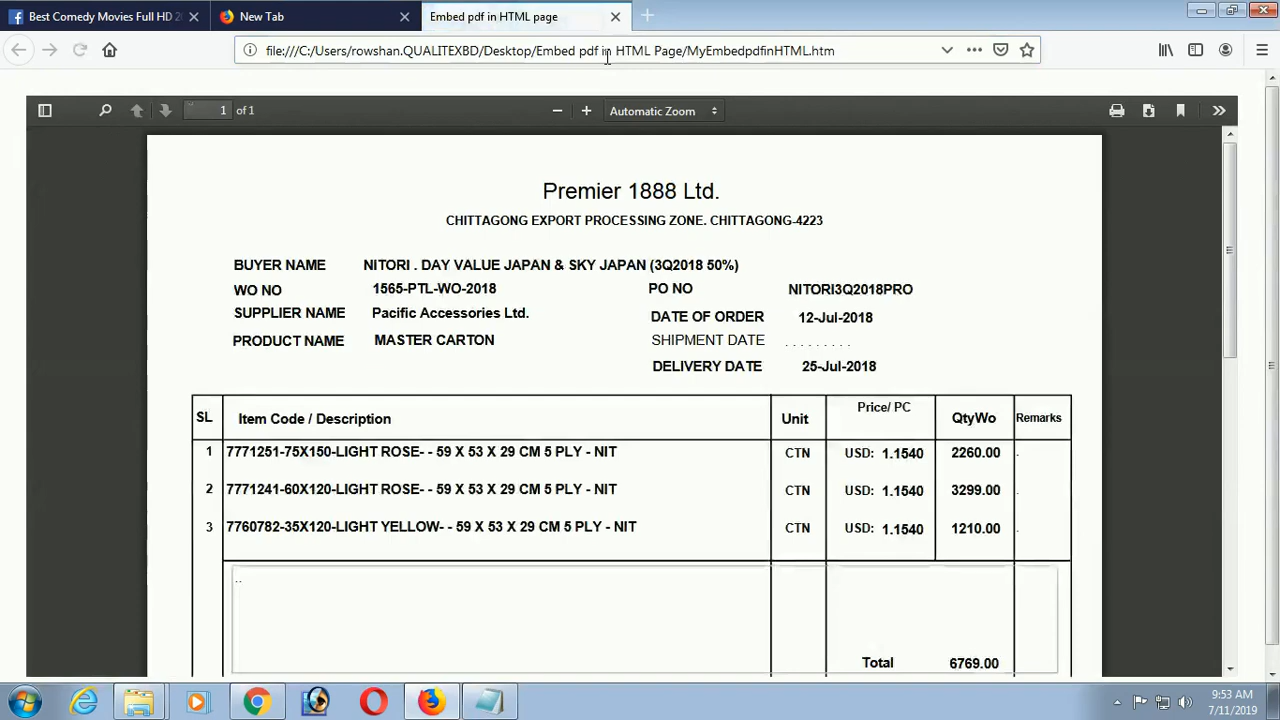 Best Comedy Movies Full HD 20
New Tab
Embed pdf in HTML page
file:///C:/Users/rowshan.QUALITEXBD/Desktop/Embed pdf in HTML Page/MyEmbedpdfinHTML.htm
1 of 1
Automatic Zoom
Premier 1888 Ltd.
CHITTAGONG EXPORT PROCESSING ZONE. CHITTAGONG-4223
BUYER NAME NITORI . DAY VALUE JAPAN & SKY JAPAN (3Q2018 50%)
WO NO 1565-PTL-WO-2018 PO NO NITORI3Q2018PRO
SUPPLIER NAME Pacific Accessories Ltd. DATE OF ORDER 12-Jul-2018
PRODUCT NAME MASTER CARTON SHIPMENT DATE . . . . . . . . .
DELIVERY DATE 25-Jul-2018
SL Item Code / Description Unit Price/ PC QtyWo Remarks
1 7771251-75X150-LIGHT ROSE- - 59 X 53 X 29 CM 5 PLY - NIT CTN USD: 1.1540 2260.00 .
2 7771241-60X120-LIGHT ROSE- - 59 X 53 X 29 CM 5 PLY - NIT CTN USD: 1.1540 3299.00 .
3 7760782-35X120-LIGHT YELLOW- - 59 X 53 X 29 CM 5 PLY - NIT CTN USD: 1.1540 1210.00 .
..
Total 6769.00
9:53 AM
7/11/2019